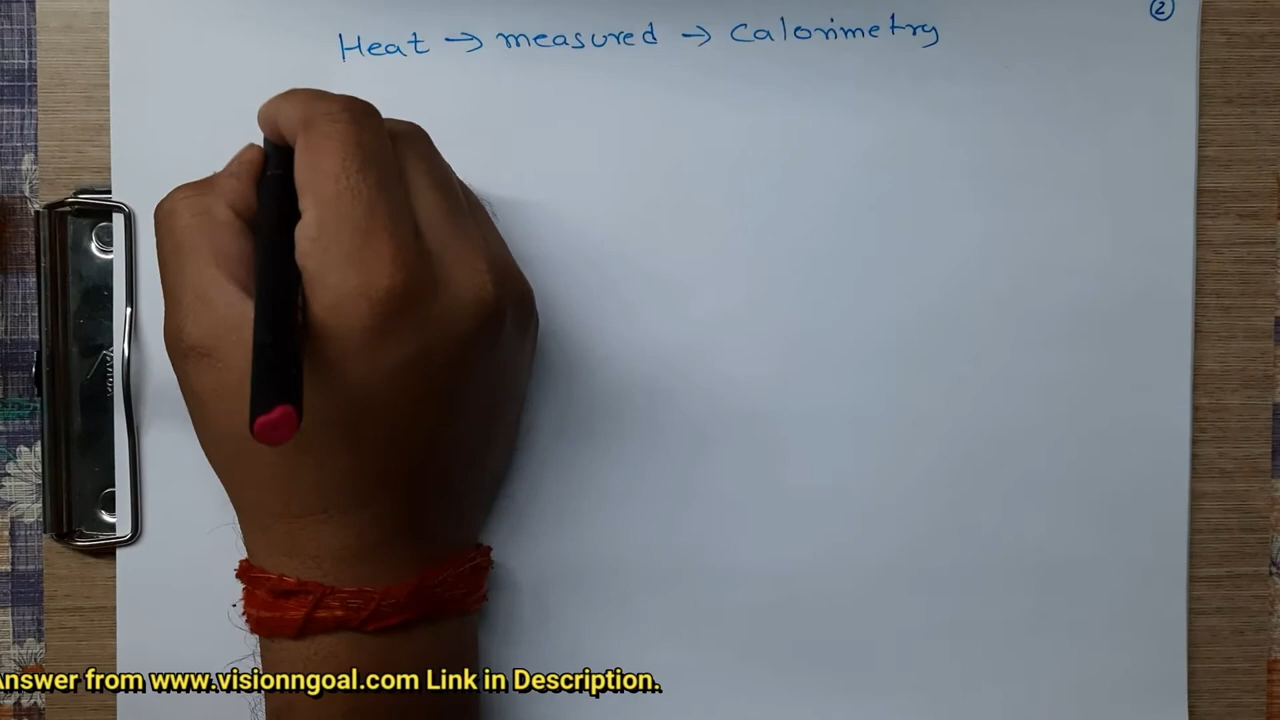 ②
Heat → measured → Calorimetry
Answer from www.visionngoal.com Link in Description.